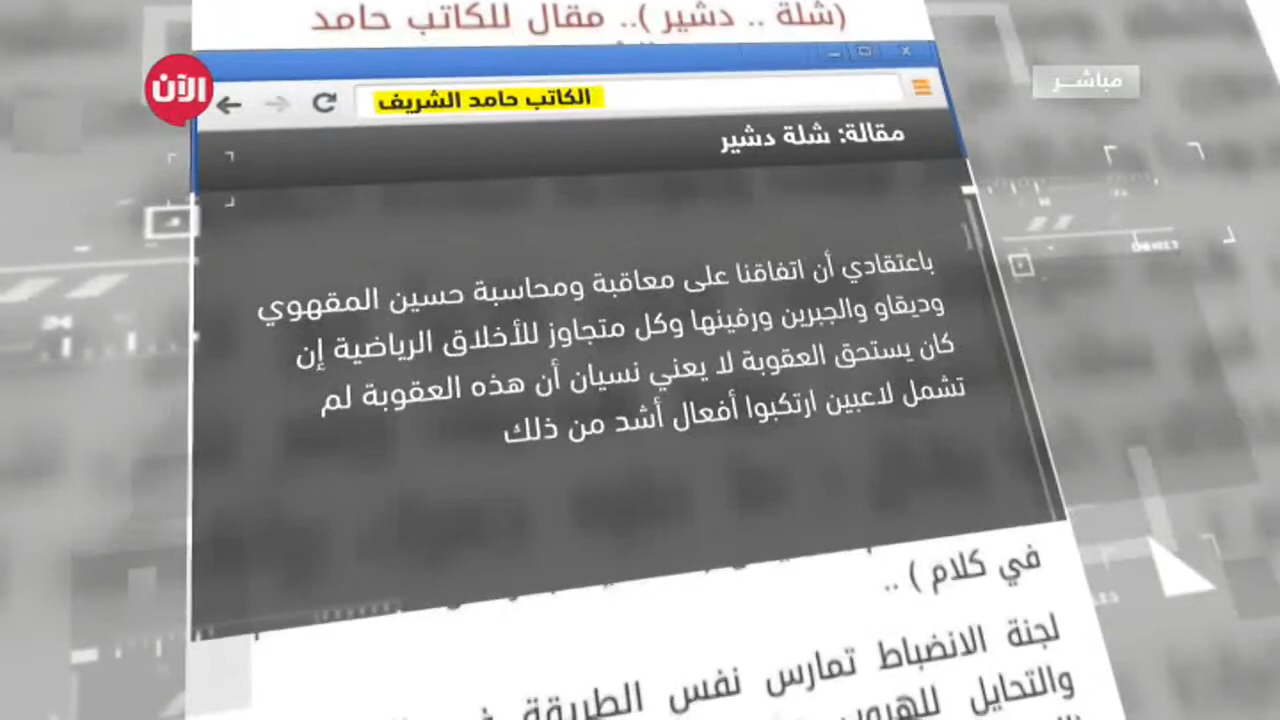 (شلة .. دشير ).. مقال للكاتب حامد
الآن
مباشر
الكاتب حامد الشريف
مقالة: شلة دشير
باعتقادي أن اتفاقنا على معاقبة ومحاسبة حسين المقهوي
وديقاو والجبرين ورفينها وكل متجاوز للأخلاق الرياضية إن
كان يستحق العقوبة لا يعني نسيان أن هذه العقوبة لم
تشمل لاعبين ارتكبوا أفعال أشد من ذلك
في كلام ) ..
لجنة الانضباط تمارس نفس الطريقة
والتحايل للهروب